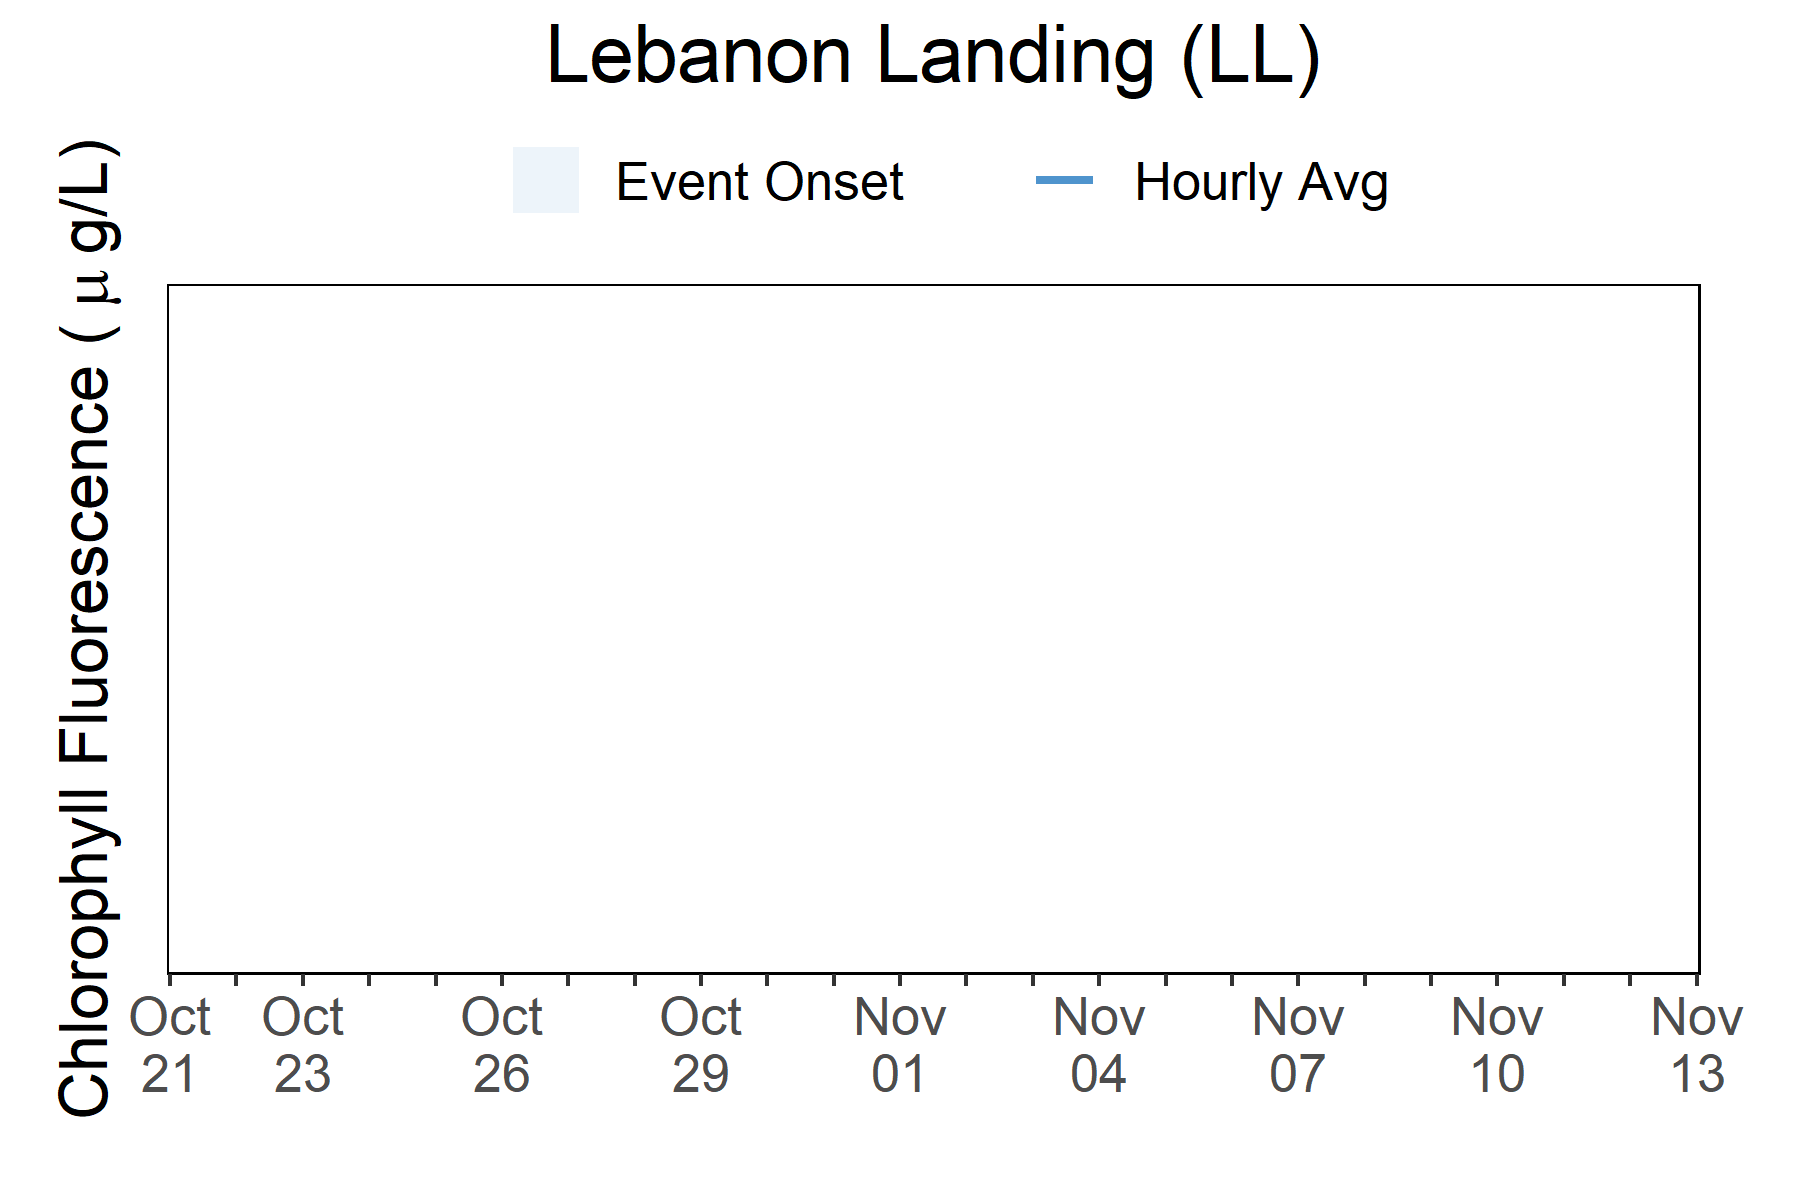 Lebanon Landing (LL)
Event Onset
Hourly Avg
Chlorophyll Fluorescence ( μ g/L)
Oct 21
Oct 23
Oct 26
Oct 29
Nov 01
Nov 04
Nov 07
Nov 10
Nov 13